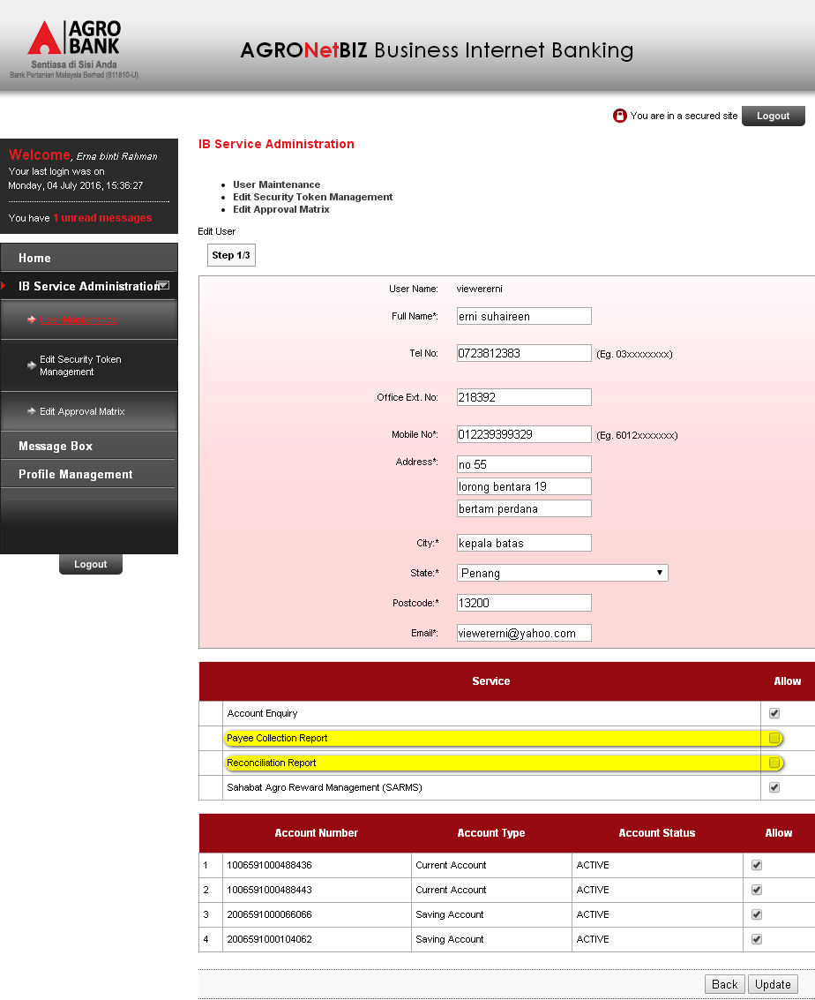 AGRO
BANK
Sentiasa di Sisi Anda
Bank Pertanian Malaysia Berhad (811810-U)
AGRONetBIZ Business Internet Banking
You are in a secured site
Logout
Welcome, Erna binti Rahman
Your last login was on
Monday, 04 July 2016, 15:36:27
You have 1 unread messages
Home
IB Service Administration
User Maintenance
Edit Security Token
Management
Edit Approval Matrix
Message Box
Profile Management
Logout
IB Service Administration
User Maintenance
Edit Security Token Management
Edit Approval Matrix
Edit User
Step 1/3
User Name: viewererni
Full Name*: erni suhaireen
Tel No: 0723812383 (Eg. 03xxxxxxxx)
Office Ext. No: 218392
Mobile No*: 012239399329 (Eg. 6012xxxxxxx)
Address*: no 55
lorong bentara 19
bertam perdana
City:* kepala batas
State:* Penang
Postcode:* 13200
Email*: viewererni@yahoo.com
Service Allow
Account Enquiry
Payee Collection Report
Reconciliation Report
Sahabat Agro Reward Management (SARMS)
Account Number Account Type Account Status Allow
1 1006591000488436 Current Account ACTIVE
2 1006591000488443 Current Account ACTIVE
3 2006591000066066 Saving Account ACTIVE
4 2006591000104062 Saving Account ACTIVE
Back Update